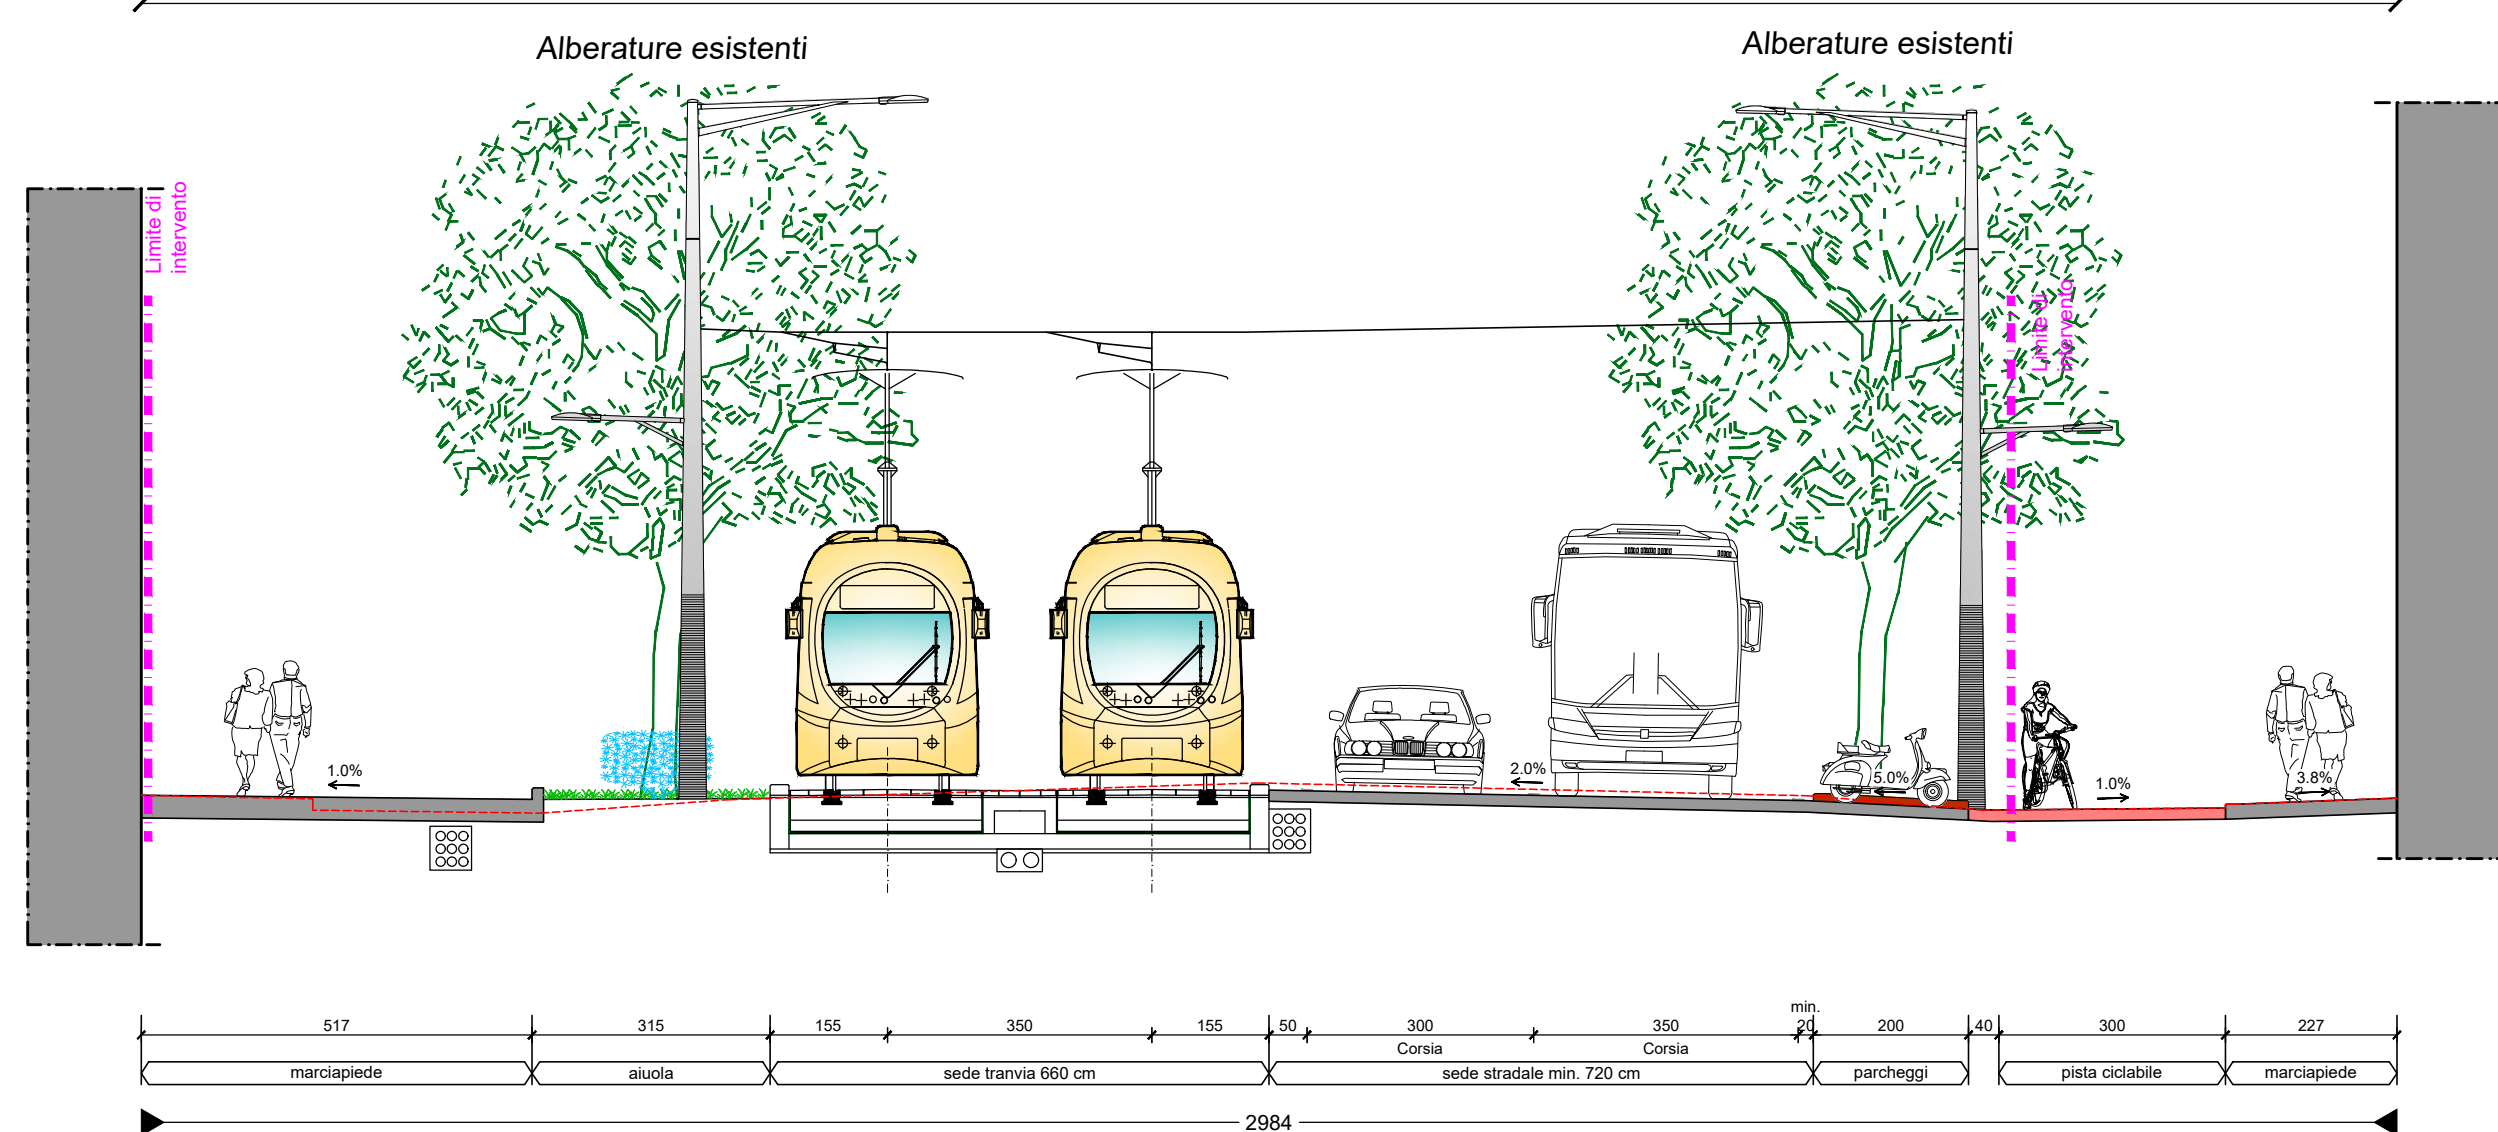 Alberature esistenti
Alberature esistenti
Limite di
intervento
Limite di
intervento
1.0%
2.0%
5.0%
1.0%
3.8%
min.
517
315
155
350
155
50
300
350
20
200
40
300
227
Corsia
Corsia
marciapiede
aiuola
sede tranvia 660 cm
sede stradale min. 720 cm
parcheggi
pista ciclabile
marciapiede
2984